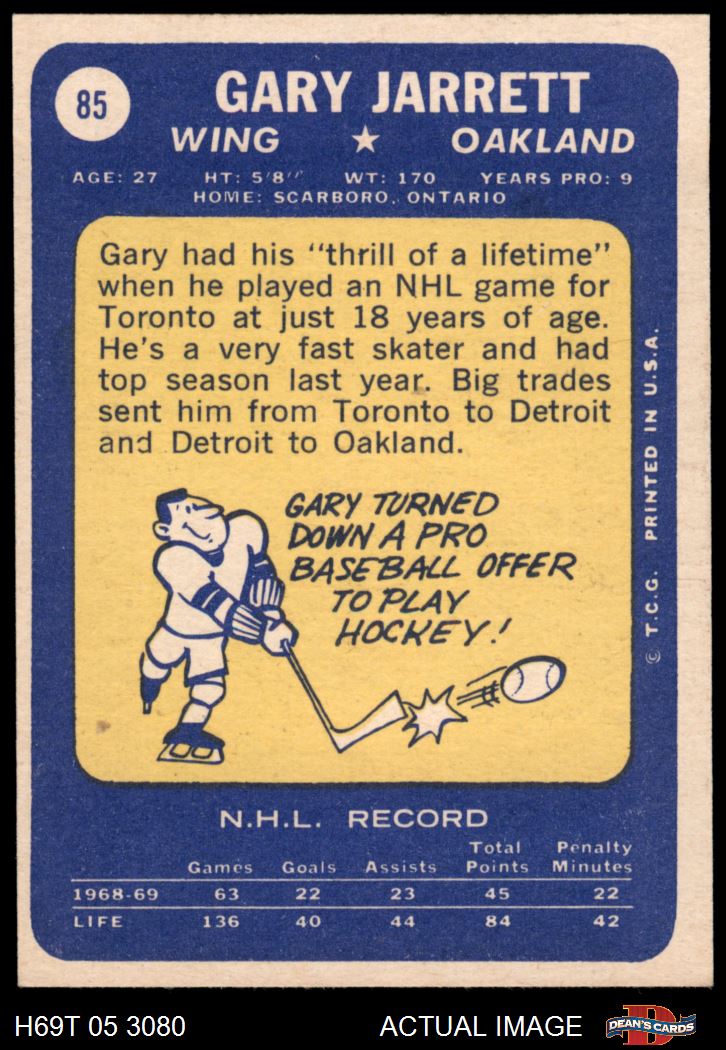 85
GARY JARRETT
WING ★ OAKLAND
AGE: 27 HT: 5'8'' WT: 170 YEARS PRO: 9
HOME: SCARBORO, ONTARIO
Gary had his "thrill of a lifetime"
when he played an NHL game for
Toronto at just 18 years of age.
He's a very fast skater and had
top season last year. Big trades
sent him from Toronto to Detroit
and Detroit to Oakland.
GARY TURNED
DOWN A PRO
BASEBALL OFFER
TO PLAY
HOCKEY!
© T.C.G. PRINTED IN U.S.A.
N.H.L. RECORD
Games Goals Assists Total Points Penalty Minutes
1968-69 63 22 23 45 22
LIFE 136 40 44 84 42
H69T 05 3080 ACTUAL IMAGE D DEAN'S CARDS